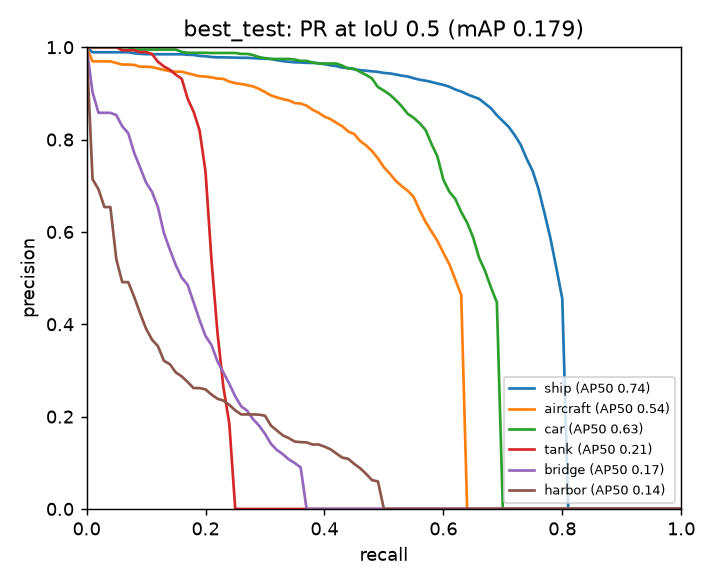 best_test: PR at IoU 0.5 (mAP 0.179)
1.0
0.8
0.6
0.4
0.2
0.0
precision
0.0 0.2 0.4 0.6 0.8 1.0
recall
ship (AP50 0.74)
aircraft (AP50 0.54)
car (AP50 0.63)
tank (AP50 0.21)
bridge (AP50 0.17)
harbor (AP50 0.14)